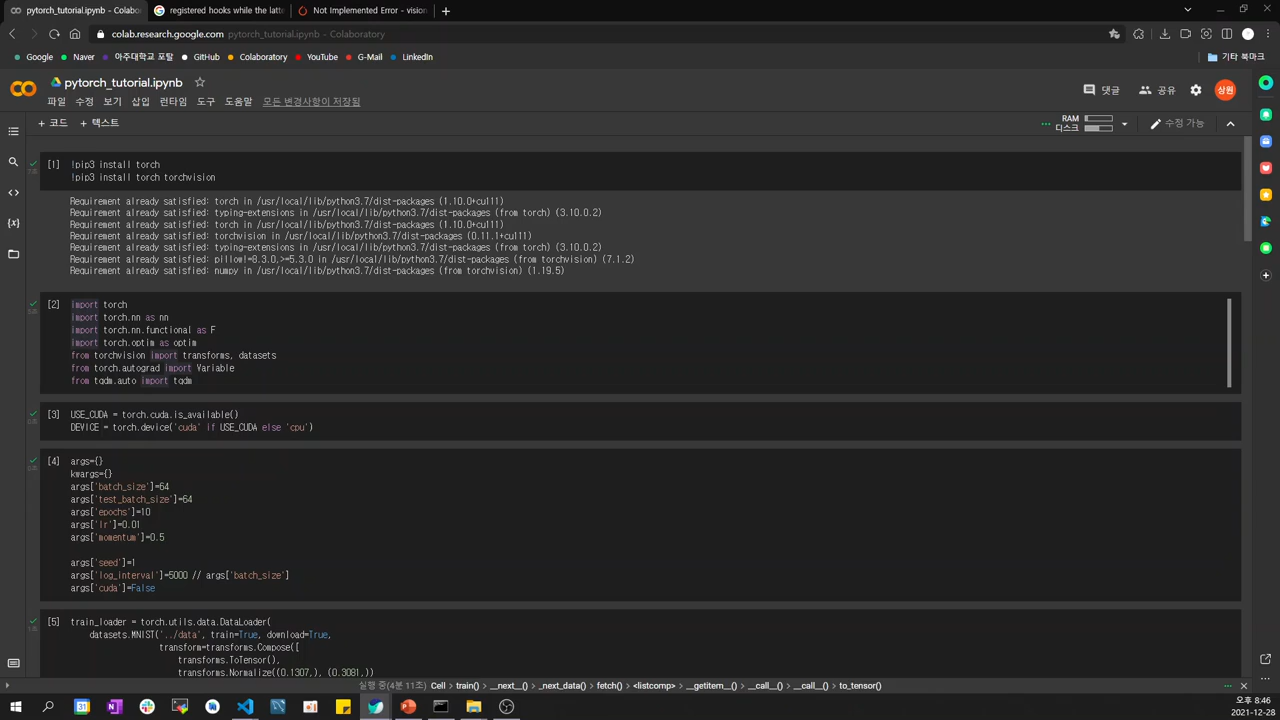 pytorch_tutorial.ipynb - Colabo
registered hooks while the latte
Not Implemented Error - vision
colab.research.google.com pytorch_tutorial.ipynb - Colaboratory
Google Naver 아주대학교 포탈 GitHub Colaboratory YouTube G-Mail LinkedIn 기타 북마크
pytorch_tutorial.ipynb
댓글 공유 상원
파일 수정 보기 삽입 런타임 도구 도움말 모든 변경사항이 저장됨
+ 코드 + 텍스트
RAM
디스크
수정 가능
[1] !pip3 install torch
!pip3 install torch torchvision
Requirement already satisfied: torch in /usr/local/lib/python3.7/dist-packages (1.10.0+cu111)
Requirement already satisfied: typing-extensions in /usr/local/lib/python3.7/dist-packages (from torch) (3.10.0.2)
Requirement already satisfied: torch in /usr/local/lib/python3.7/dist-packages (1.10.0+cu111)
Requirement already satisfied: torchvision in /usr/local/lib/python3.7/dist-packages (0.11.1+cu111)
Requirement already satisfied: typing-extensions in /usr/local/lib/python3.7/dist-packages (from torch) (3.10.0.2)
Requirement already satisfied: pillow!=8.3.0,>=5.3.0 in /usr/local/lib/python3.7/dist-packages (from torchvision) (7.1.2)
Requirement already satisfied: numpy in /usr/local/lib/python3.7/dist-packages (from torchvision) (1.19.5)
[2] import torch
import torch.nn as nn
import torch.nn.functional as F
import torch.optim as optim
from torchvision import transforms, datasets
from torch.autograd import Variable
from tqdm.auto import tqdm
[3] USE_CUDA = torch.cuda.is_available()
DEVICE = torch.device('cuda' if USE_CUDA else 'cpu')
[4] args={}
kwargs={}
args['batch_size']=64
args['test_batch_size']=64
args['epochs']=10
args['lr']=0.01
args['momentum']=0.5
args['seed']=1
args['log_interval']=5000 // args['batch_size']
args['cuda']=False
[5] train_loader = torch.utils.data.DataLoader(
datasets.MNIST('../data', train=True, download=True,
transform=transforms.Compose([
transforms.ToTensor(),
transforms.Normalize((0.1307,), (0.3081,))
실행 중(4분 11초) Cell > train() > __next__() > _next_data() > fetch() > <listcomp> > __getitem__() > __call__() > __call__() > to_tensor()
오후 8:46
2021-12-28